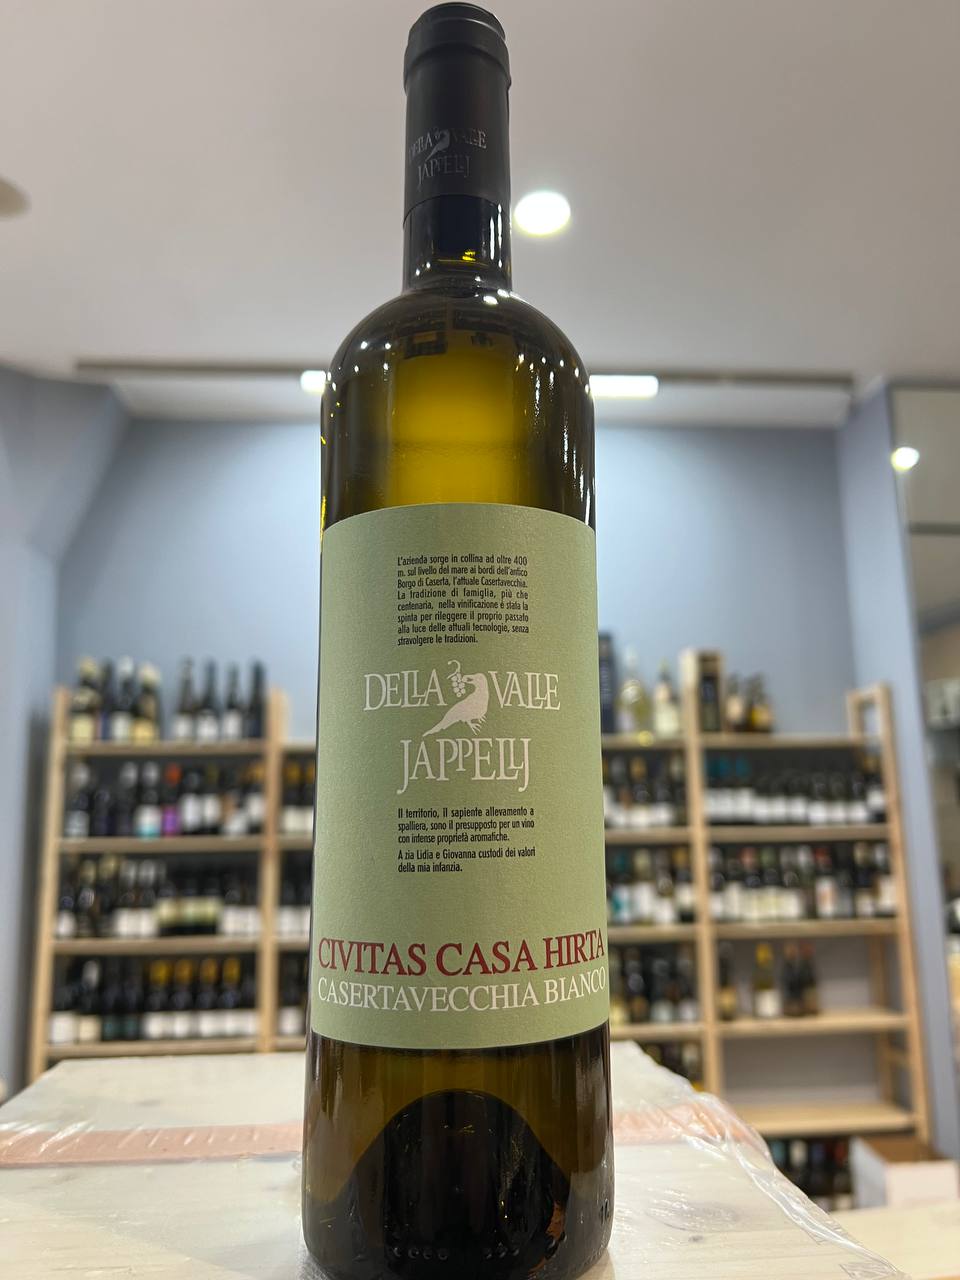 DELLA VALLE
JAPPELLJ
L'azienda sorge in collina ad oltre 400
m. sul livello del mare ai bordi dell'antico
Borgo di Caserta, l'attuale Casertavecchia.
La tradizione di famiglia, più che
centenaria, nella vinificazione è stata la
spinta per rileggere il proprio passato
alla luce delle attuali tecnologie, senza
stravolgere le tradizioni.
DELLA VALLE
JAPPELLJ
Il territorio, il sapiente allevamento a
spalliera, sono il presupposto per un vino
con intense proprietà aromatiche.
A zia Lidia e Giovanna custodi dei valori
della mia infanzia.
CIVITAS CASA HIRTA
CASERTAVECCHIA BIANCO